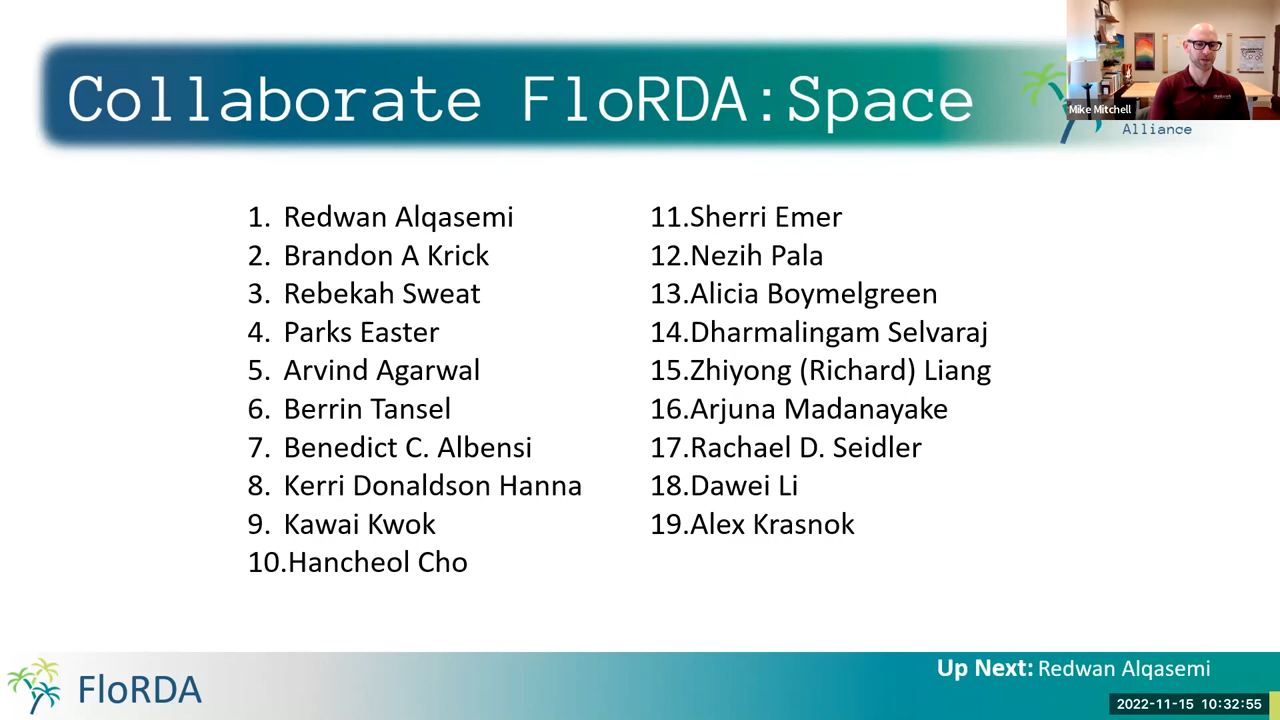 Collaborate FloRDA:Space
Mike Mitchell
Alliance
1. Redwan Alqasemi
2. Brandon A Krick
3. Rebekah Sweat
4. Parks Easter
5. Arvind Agarwal
6. Berrin Tansel
7. Benedict C. Albensi
8. Kerri Donaldson Hanna
9. Kawai Kwok
10.Hancheol Cho
11.Sherri Emer
12.Nezih Pala
13.Alicia Boymelgreen
14.Dharmalingam Selvaraj
15.Zhiyong (Richard) Liang
16.Arjuna Madanayake
17.Rachael D. Seidler
18.Dawei Li
19.Alex Krasnok
FloRDA
Up Next: Redwan Alqasemi
2022-11-15 10:32:55